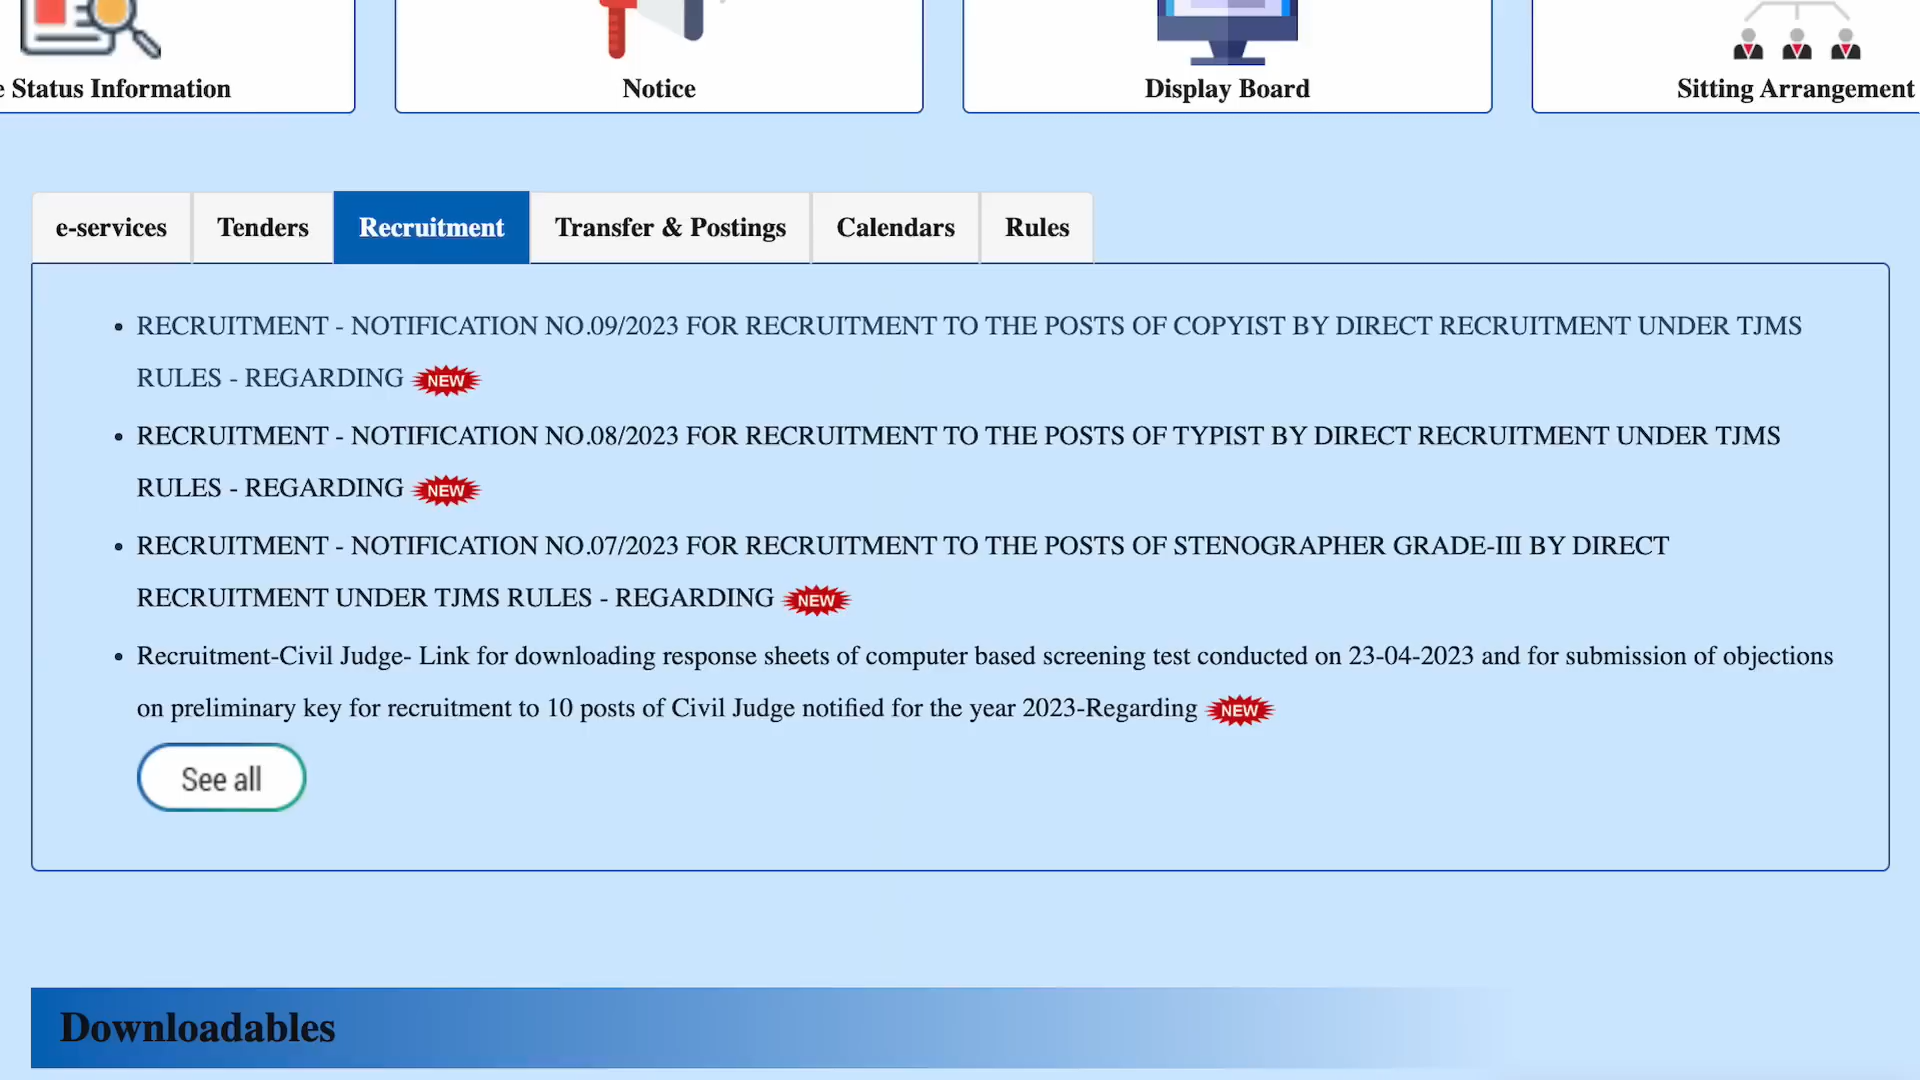 Status Information
Notice
Display Board
Sitting Arrangement
e-services
Tenders
Recruitment
Transfer & Postings
Calendars
Rules
RECRUITMENT - NOTIFICATION NO.09/2023 FOR RECRUITMENT TO THE POSTS OF COPYIST BY DIRECT RECRUITMENT UNDER TJMS
RULES - REGARDING NEW
RECRUITMENT - NOTIFICATION NO.08/2023 FOR RECRUITMENT TO THE POSTS OF TYPIST BY DIRECT RECRUITMENT UNDER TJMS
RULES - REGARDING NEW
RECRUITMENT - NOTIFICATION NO.07/2023 FOR RECRUITMENT TO THE POSTS OF STENOGRAPHER GRADE-III BY DIRECT
RECRUITMENT UNDER TJMS RULES - REGARDING NEW
Recruitment-Civil Judge- Link for downloading response sheets of computer based screening test conducted on 23-04-2023 and for submission of objections
on preliminary key for recruitment to 10 posts of Civil Judge notified for the year 2023-Regarding NEW
See all
Downloadables